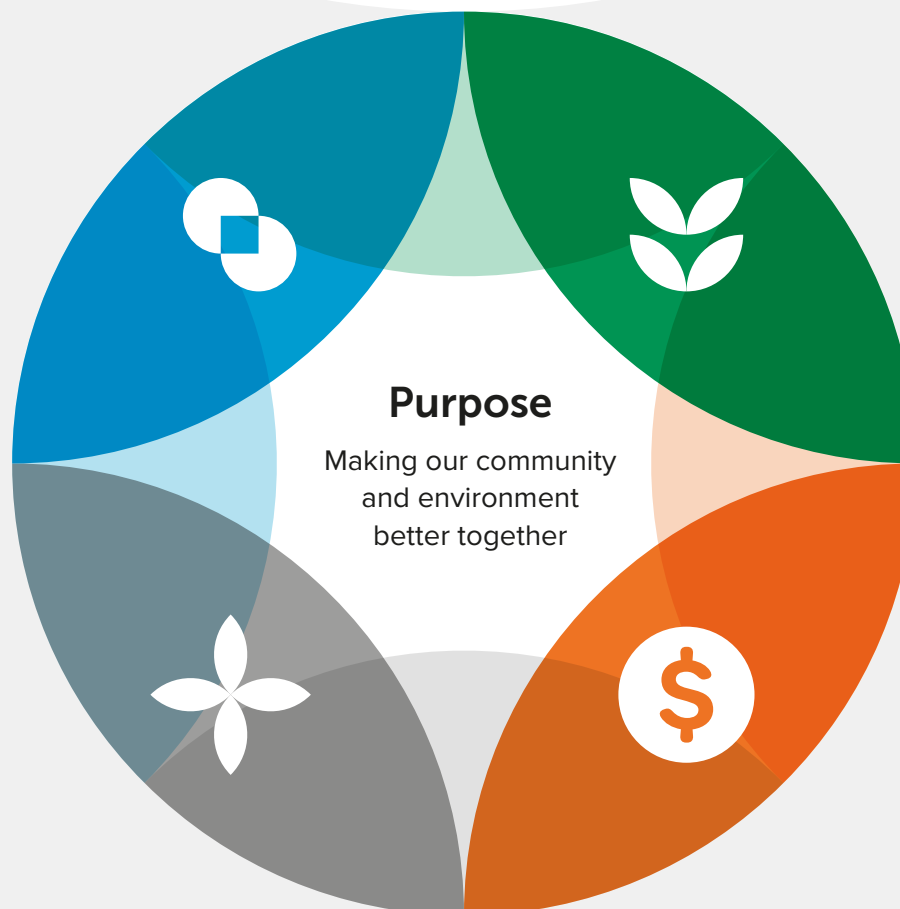 Purpose
Making our community
and environment
better together
$